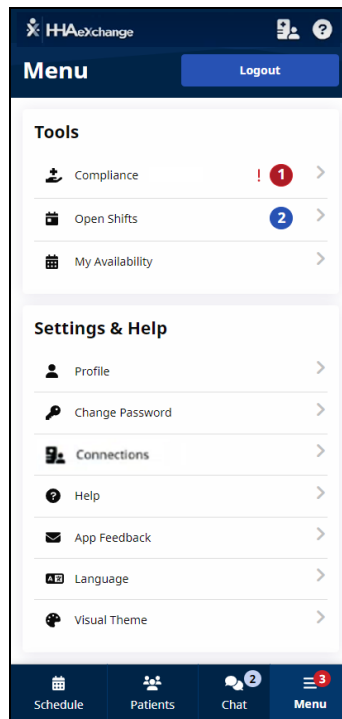 HHAeXchange
Menu
Logout
Tools
Compliance ! 1
Open Shifts 2
My Availability
Settings & Help
Profile
Change Password
Connections
Help
App Feedback
Language
Visual Theme
2 3
Schedule Patients Chat Menu